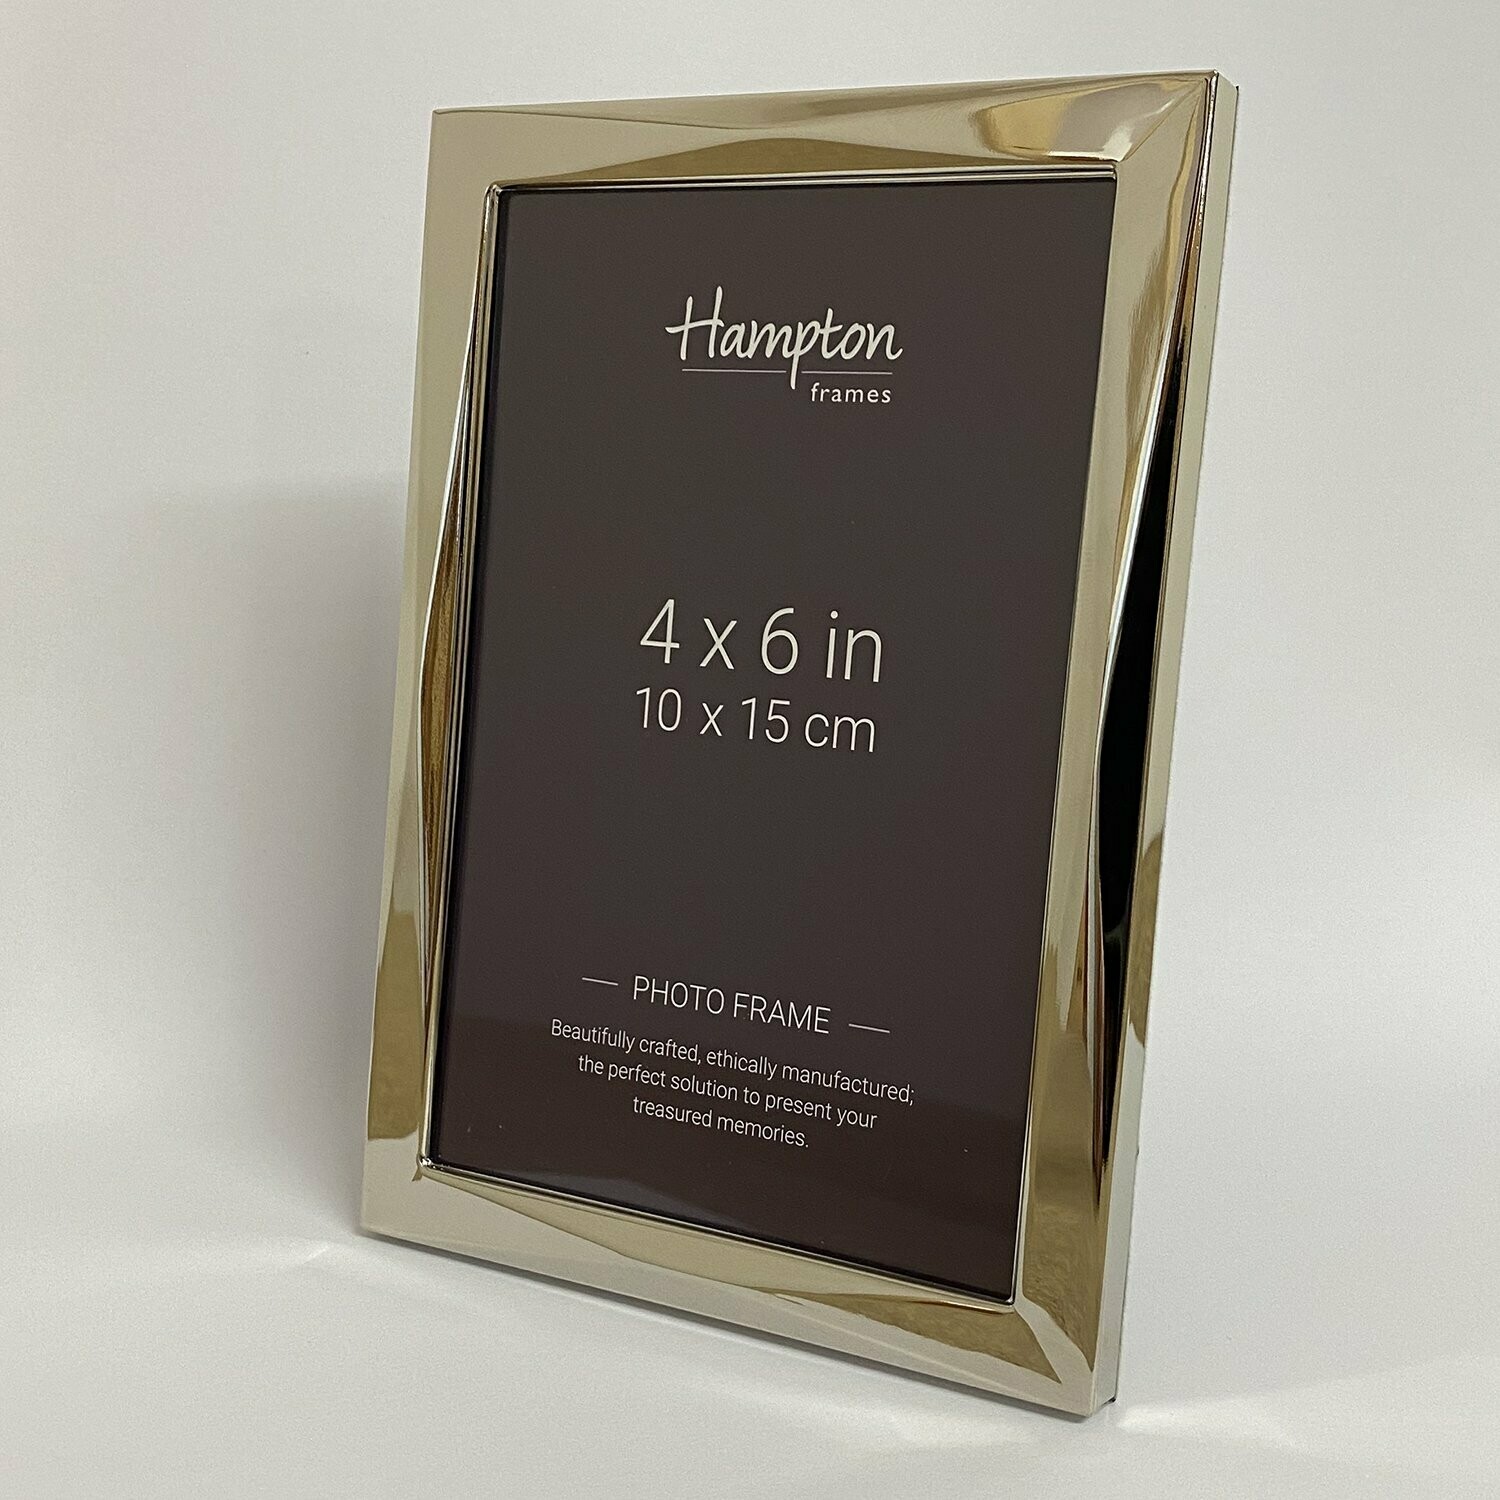 Hampton
frames
4 x 6 in
10 x 15 cm
PHOTO FRAME
Beautifully crafted, ethically manufactured;
the perfect solution to present your
treasured memories.